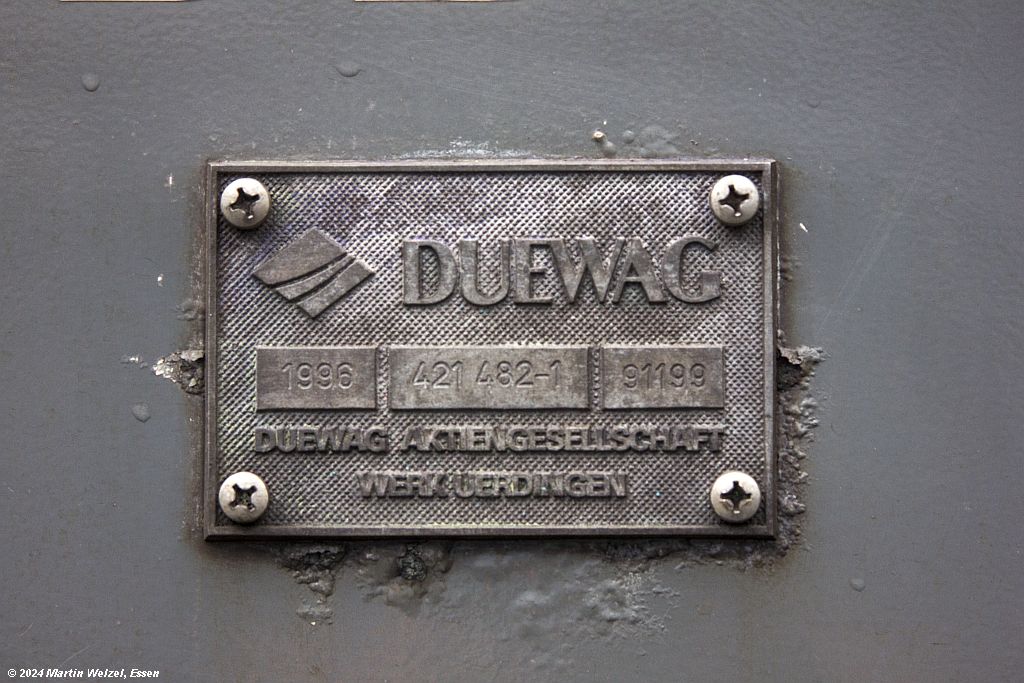 DUEWAG
1996 421 482-1 91199
DUEWAG AKTIENGESELLSCHAFT
WERK UERDINGEN
© 2024 Martin Welzel, Essen